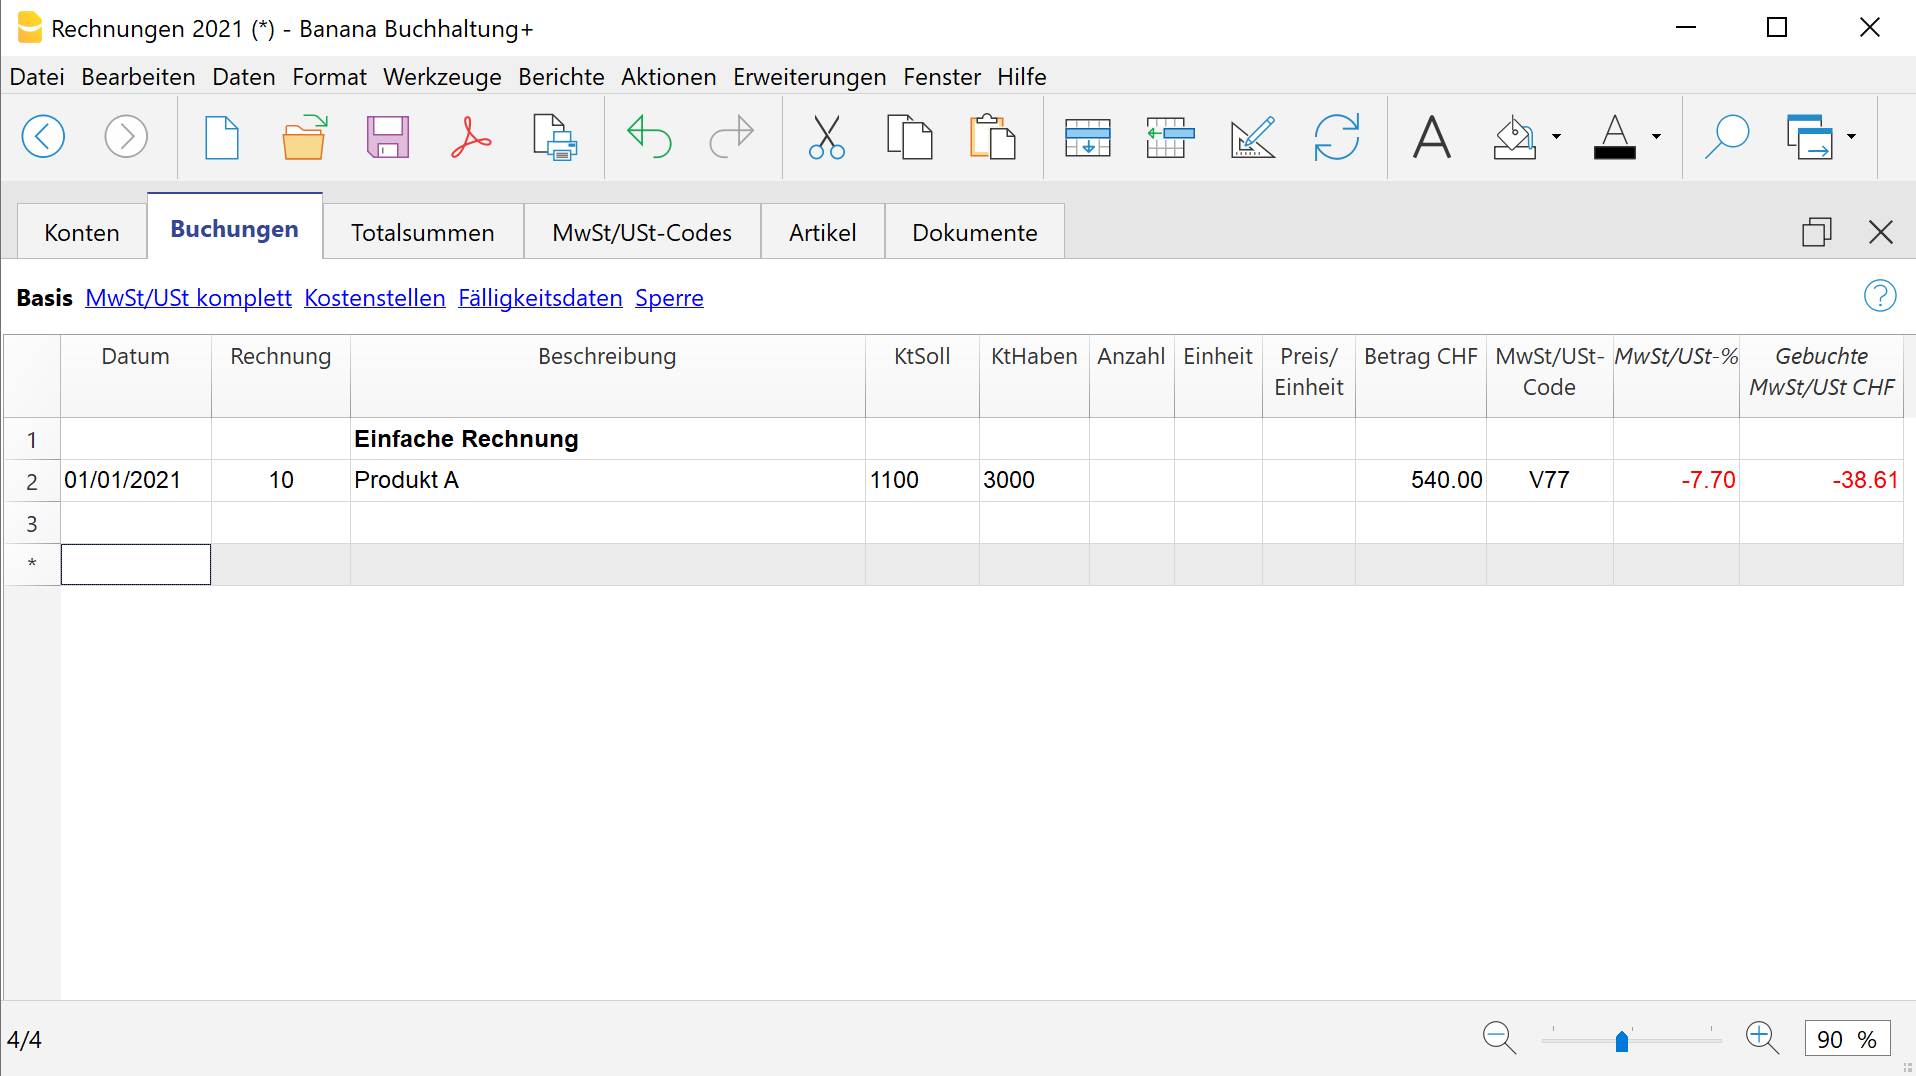 Rechnungen 2021 (*) - Banana Buchhaltung+
Datei Bearbeiten Daten Format Werkzeuge Berichte Aktionen Erweiterungen Fenster Hilfe
Konten Buchungen Totalsummen MwSt/USt-Codes Artikel Dokumente
Basis MwSt/USt komplett Kostenstellen Fälligkeitsdaten Sperre ?
Datum Rechnung Beschreibung KtSoll KtHaben Anzahl Einheit Preis/ Betrag CHF MwSt/USt- MwSt/USt-% Gebuchte
Einheit Code MwSt/USt CHF
1 Einfache Rechnung
2 01/01/2021 10 Produkt A 1100 3000 540.00 V77 -7.70 -38.61
3
*
4/4 90 %